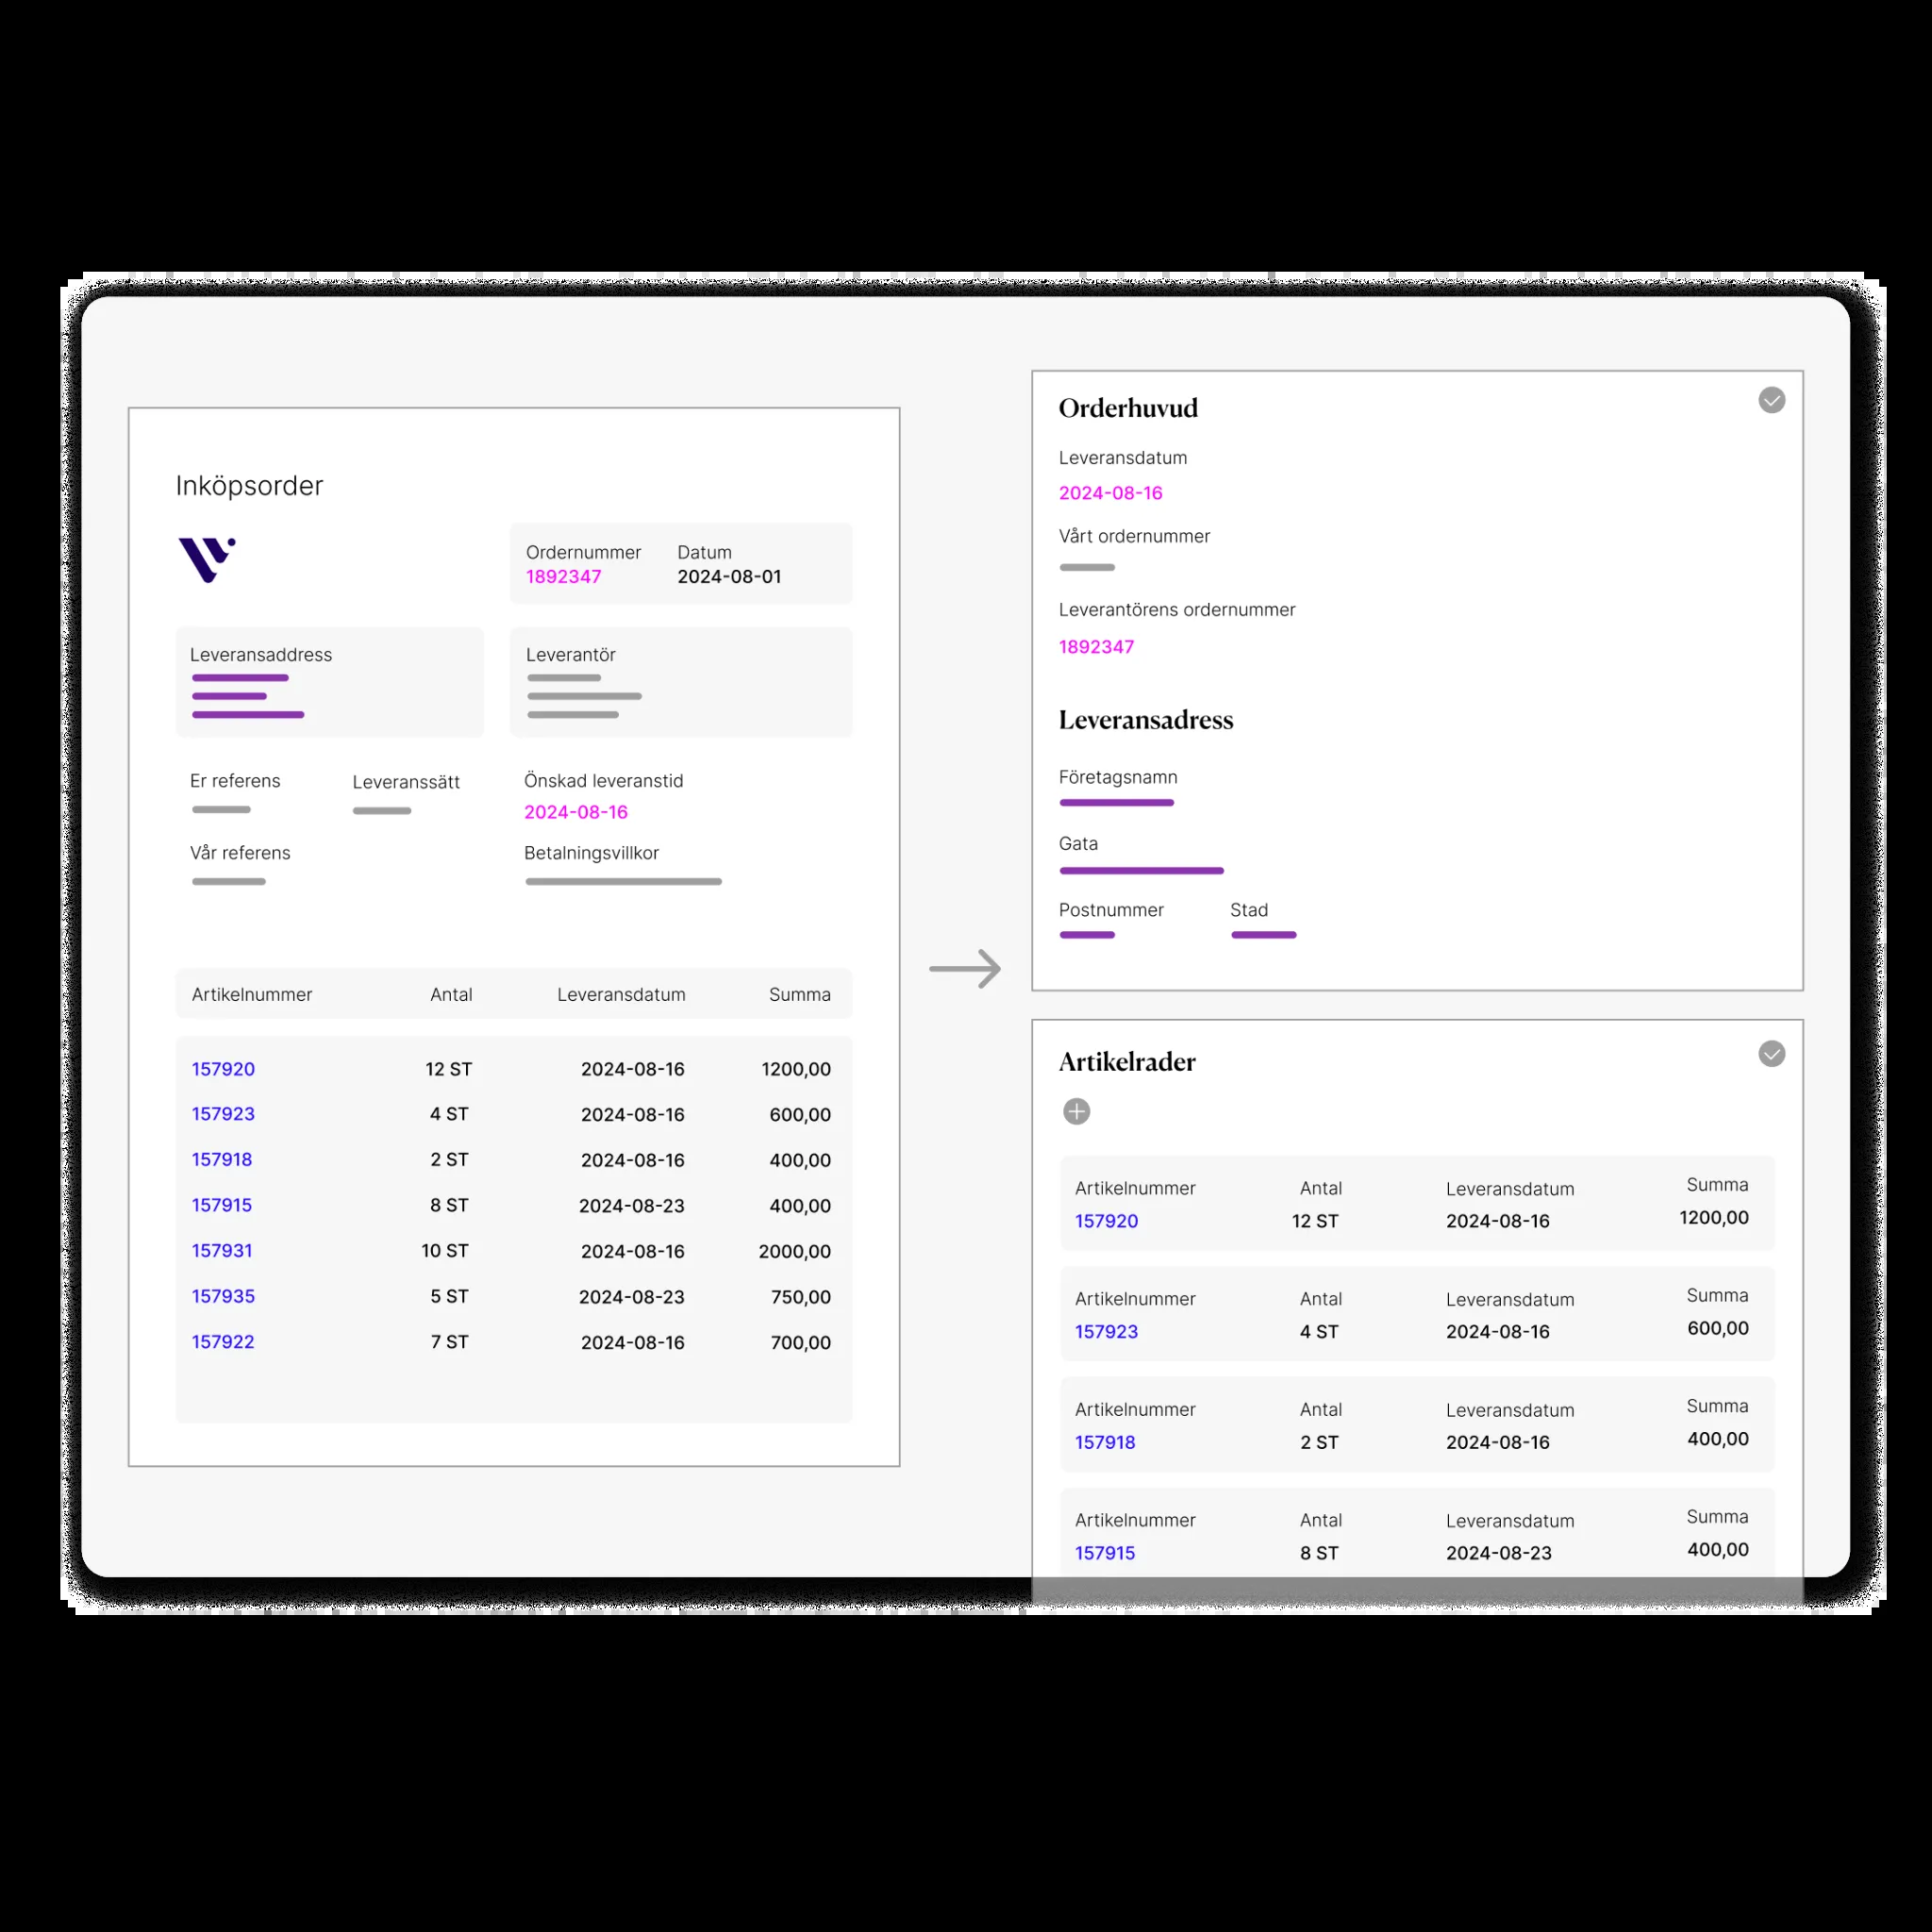 Inköpsorder
Ordernummer Datum
1892347 2024-08-01
Leveransaddress Leverantör
Er referens Leveranssätt Önskad leveranstid
2024-08-16
Vår referens Betalningsvillkor
Artikelnummer Antal Leveransdatum Summa
157920 12 ST 2024-08-16 1200,00
157923 4 ST 2024-08-16 600,00
157918 2 ST 2024-08-16 400,00
157915 8 ST 2024-08-23 400,00
157931 10 ST 2024-08-16 2000,00
157935 5 ST 2024-08-23 750,00
157922 7 ST 2024-08-16 700,00
Orderhuvud
Leveransdatum
2024-08-16
Vårt ordernummer
Leverantörens ordernummer
1892347
Leveransadress
Företagsnamn
Gata
Postnummer Stad
Artikelrader
Artikelnummer Antal Leveransdatum Summa
157920 12 ST 2024-08-16 1200,00
Artikelnummer Antal Leveransdatum Summa
157923 4 ST 2024-08-16 600,00
Artikelnummer Antal Leveransdatum Summa
157918 2 ST 2024-08-16 400,00
Artikelnummer Antal Leveransdatum Summa
157915 8 ST 2024-08-23 400,00